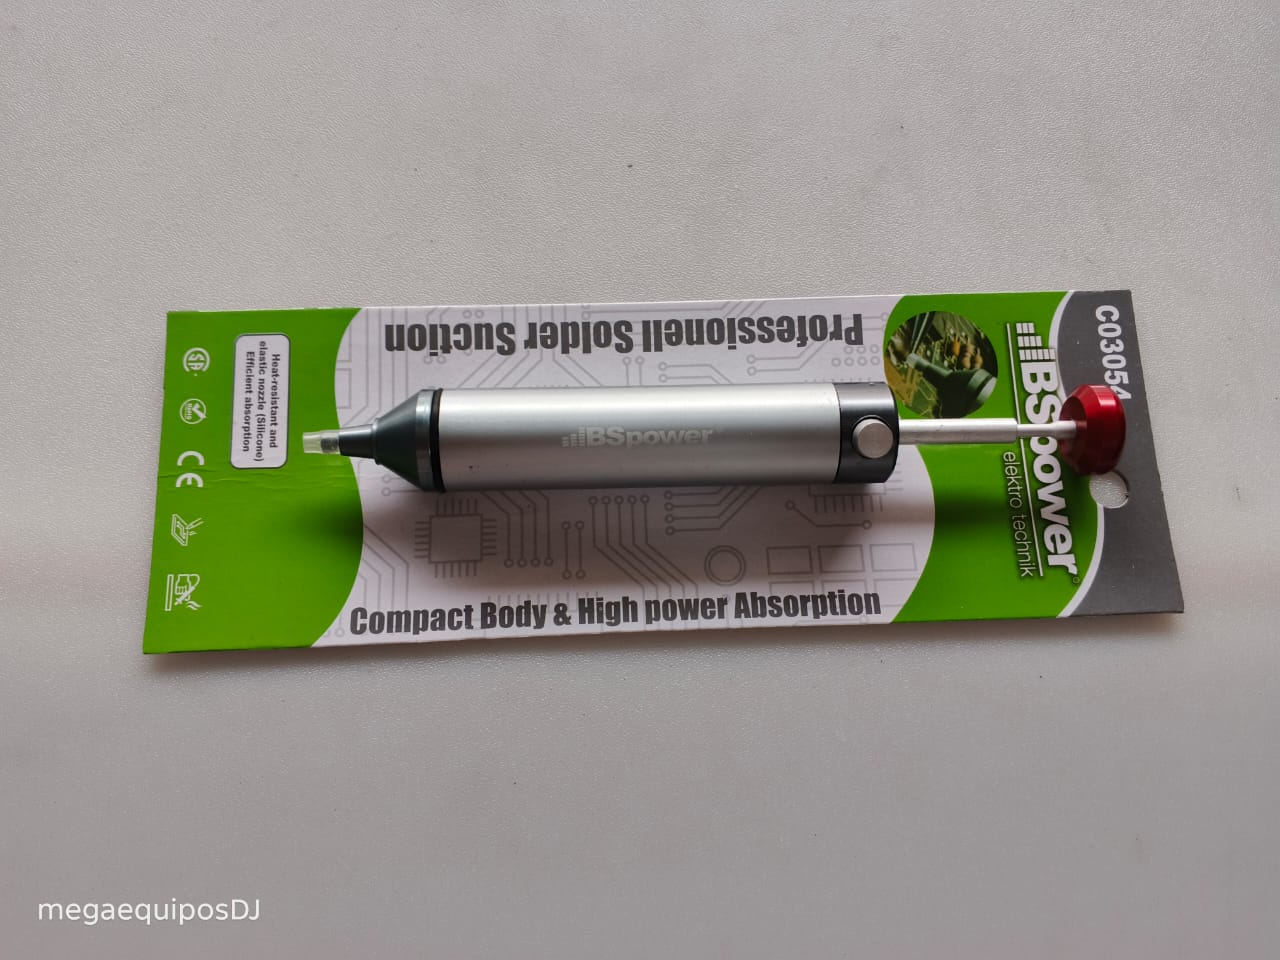 C03054
BSpower®
elektro technik
Professionell Solder Suction
BSpower®
Compact Body & High power Absorption
Heat-resistant and
elastic nozzle (Silicone)
Efficient absorption
CE
megaequiposDJ